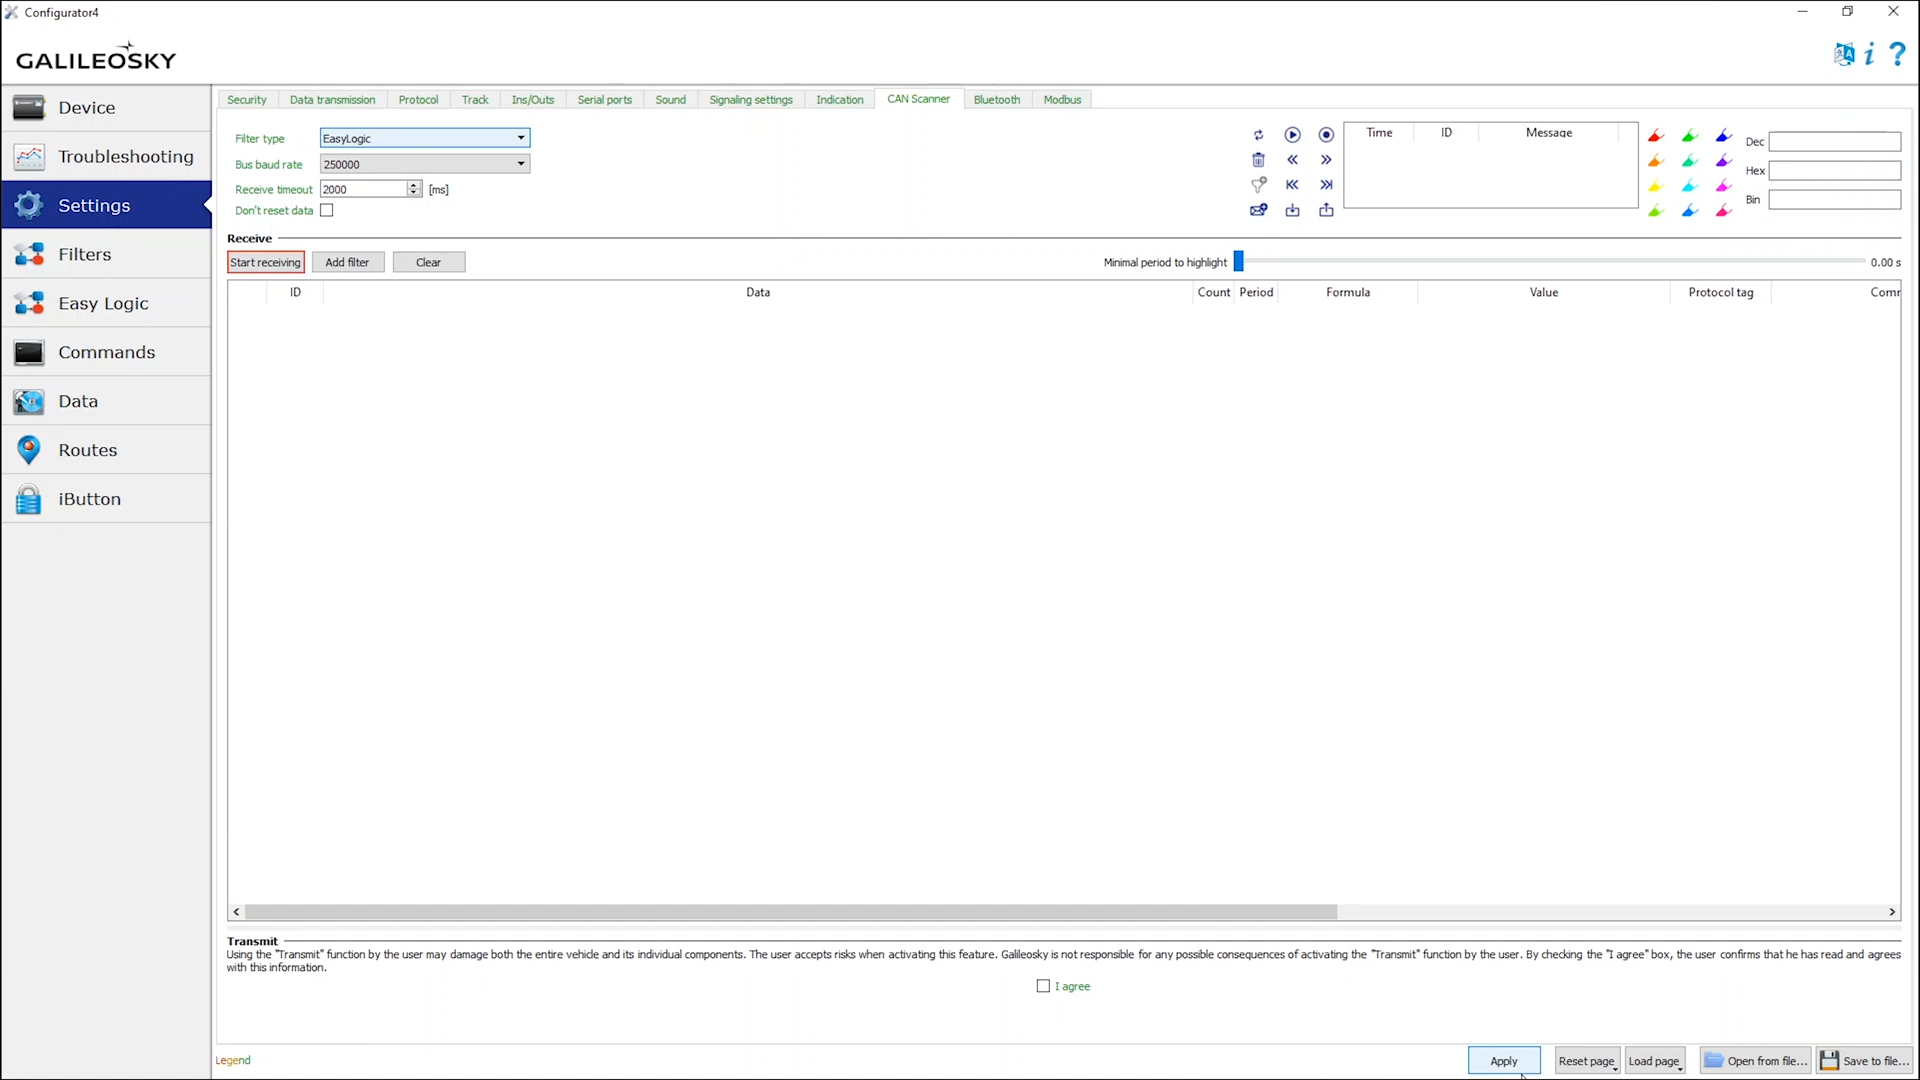 Configurator4
GALILEOSKY
Device
Troubleshooting
Settings
Filters
Easy Logic
Commands
Data
Routes
iButton
Security Data transmission Protocol Track Ins/Outs Serial ports Sound Signaling settings Indication CAN Scanner Bluetooth Modbus
Filter type EasyLogic
Bus baud rate 250000
Receive timeout 2000 [ms]
Don't reset data
Time ID Message
Dec
Hex
Bin
Receive
Start receiving Add filter Clear Minimal period to highlight 0.00 s
ID Data Count Period Formula Value Protocol tag Comr
Transmit
Using the "Transmit" function by the user may damage both the entire vehicle and its individual components. The user accepts risks when activating this feature. Galileosky is not responsible for any possible consequences of activating the "Transmit" function by the user. By checking the "I agree" box, the user confirms that he has read and agrees
with this information.
I agree
Legend
Apply Reset page Load page Open from file... Save to file...